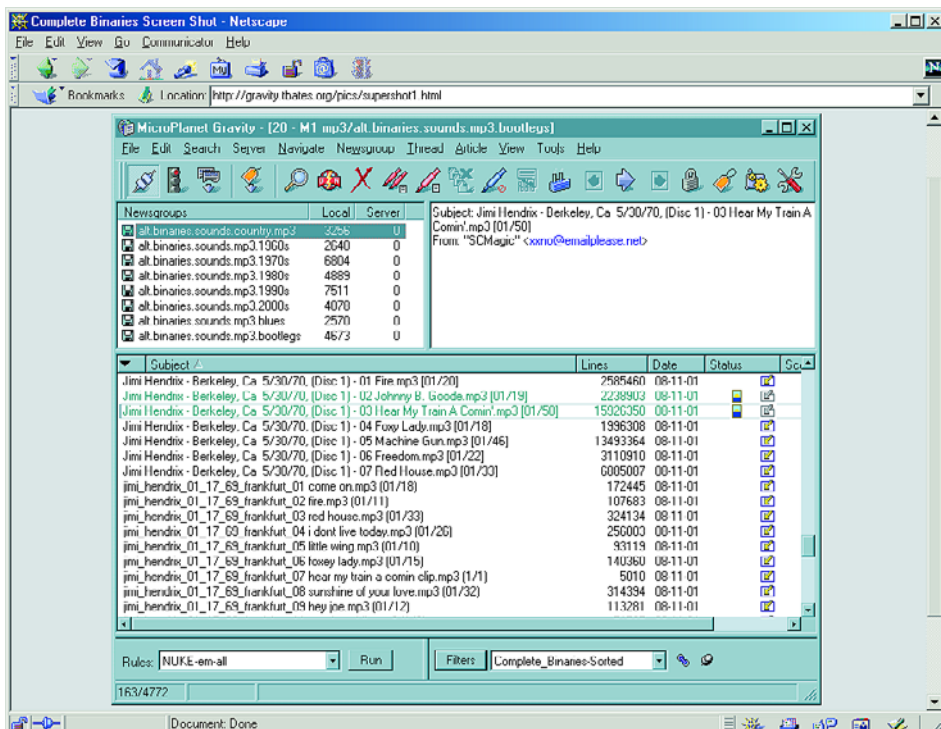 Complete Binaries Screen Shot - Netscape
File Edit View Go Communicator Help
Bookmarks Location: http://gravity.tbates.org/pics/supershot1.html
MicroPlanet Gravity - [20 - M1 mp3/alt.binaries.sounds.mp3.bootlegs]
File Edit Search Server Navigate Newsgroup Thread Article View Tools Help
Newsgroups Local Server
alt.binaries.sounds.country.mp3 3256 0
alt.binaries.sounds.mp3.1960s 2640 0
alt.binaries.sounds.mp3.1970s 6804 0
alt.binaries.sounds.mp3.1980s 4889 0
alt.binaries.sounds.mp3.1990s 7511 0
alt.binaries.sounds.mp3.2000s 4070 0
alt.binaries.sounds.mp3.blues 2570 0
alt.binaries.sounds.mp3.bootlegs 4673 0
Subject: Jimi Hendrix - Berkeley, Ca 5/30/70, (Disc 1) - 03 Hear My Train A
Comin'.mp3 [01/50]
From: "SCMagic" <xxno@emailplease.net>
Subject Lines Date Status
Jimi Hendrix - Berkeley, Ca 5/30/70, (Disc 1) - 01 Fire.mp3 [01/20] 2585460 08-11-01
Jimi Hendrix - Berkeley, Ca 5/30/70, (Disc 1) - 02 Johnny B. Goode.mp3 [01/19] 2238903 08-11-01
Jimi Hendrix - Berkeley, Ca 5/30/70, (Disc 1) - 03 Hear My Train A Comin'.mp3 [01/50] 15026350 08-11-01
Jimi Hendrix - Berkeley, Ca 5/30/70, (Disc 1) - 04 Foxy Lady.mp3 [01/18] 1996308 08-11-01
Jimi Hendrix - Berkeley, Ca 5/30/70, (Disc 1) - 05 Machine Gun.mp3 [01/46] 13493364 08-11-01
Jimi Hendrix - Berkeley, Ca 5/30/70, (Disc 1) - 06 Freedom.mp3 [01/22] 3110910 08-11-01
Jimi Hendrix - Berkeley, Ca 5/30/70, (Disc 1) - 07 Red House.mp3 [01/33] 6005007 08-11-01
jimi_hendrix_01_17_69_frankfurt_01 come on.mp3 (01/18) 172445 08-11-01
jimi_hendrix_01_17_69_frankfurt_02 fire.mp3 (01/11) 107683 08-11-01
jimi_hendrix_01_17_69_frankfurt_03 red house.mp3 (01/33) 324134 08-11-01
jimi_hendrix_01_17_69_frankfurt_04 i dont live today.mp3 (01/26) 256003 08-11-01
jimi_hendrix_01_17_69_frankfurt_05 little wing.mp3 (01/10) 93119 08-11-01
jimi_hendrix_01_17_69_frankfurt_06 foxey lady.mp3 (01/15) 140360 08-11-01
jimi_hendrix_01_17_69_frankfurt_07 hear my train a comin clip.mp3 (1/1) 5010 08-11-01
jimi_hendrix_01_17_69_frankfurt_08 sunshine of your love.mp3 (01/32) 314394 08-11-01
jimi_hendrix_01_17_69_frankfurt_09 hey joe.mp3 (01/12) 113281 08-11-01
Rules: NUKE-em-all Run Filters Complete_Binaries-Sorted
163/4772
Document: Done